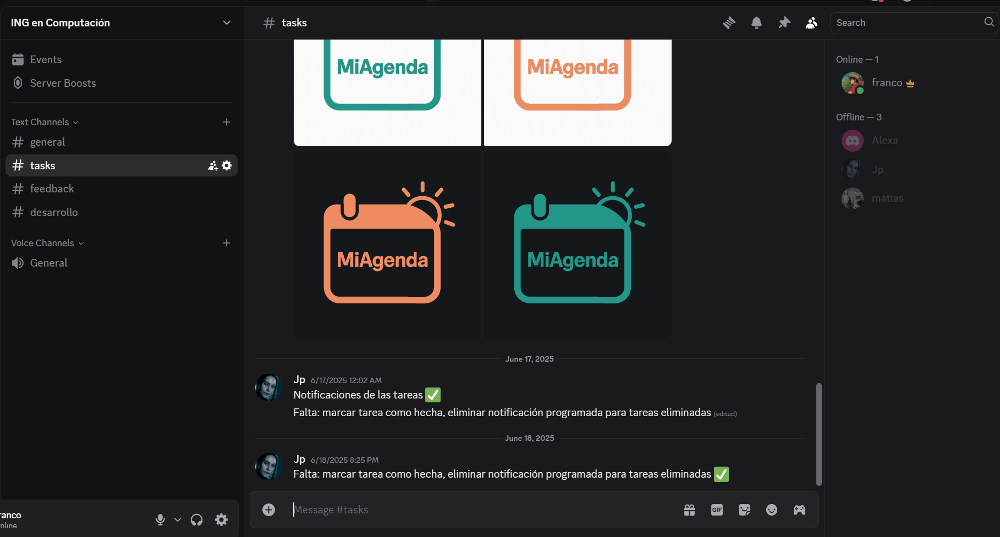 ING en Computación
Events
Server Boosts
Text Channels
general
tasks
feedback
desarrollo
Voice Channels
General
ranco
nline
tasks
Search
MiAgenda
MiAgenda
MiAgenda
MiAgenda
June 17, 2025
Jp 6/17/2025 12:02 AM
Notificaciones de las tareas ✅
Falta: marcar tarea como hecha, eliminar notificación programada para tareas eliminadas (edited)
June 18, 2025
Jp 6/18/2025 8:25 PM
Falta: marcar tarea como hecha, eliminar notificación programada para tareas eliminadas ✅
Message #tasks
GIF
Online — 1
franco
Offline — 3
Alexa
Jp
matias